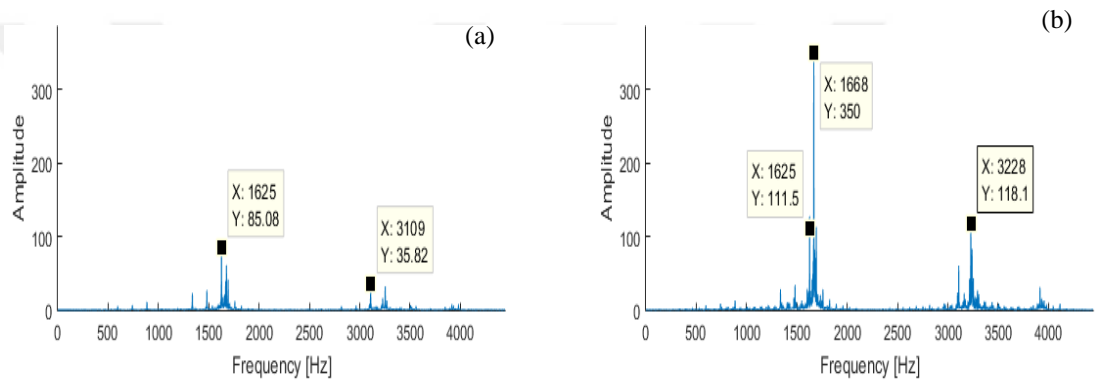 (a)
Amplitude
300
200
100
0
X: 1625
Y: 85.08
X: 3109
Y: 35.82
0 500 1000 1500 2000 2500 3000 3500 4000
Frequency [Hz]
(b)
Amplitude
300
200
100
0
X: 1668
Y: 350
X: 1625
Y: 111.5
X: 3228
Y: 118.1
0 500 1000 1500 2000 2500 3000 3500 4000
Frequency [Hz]